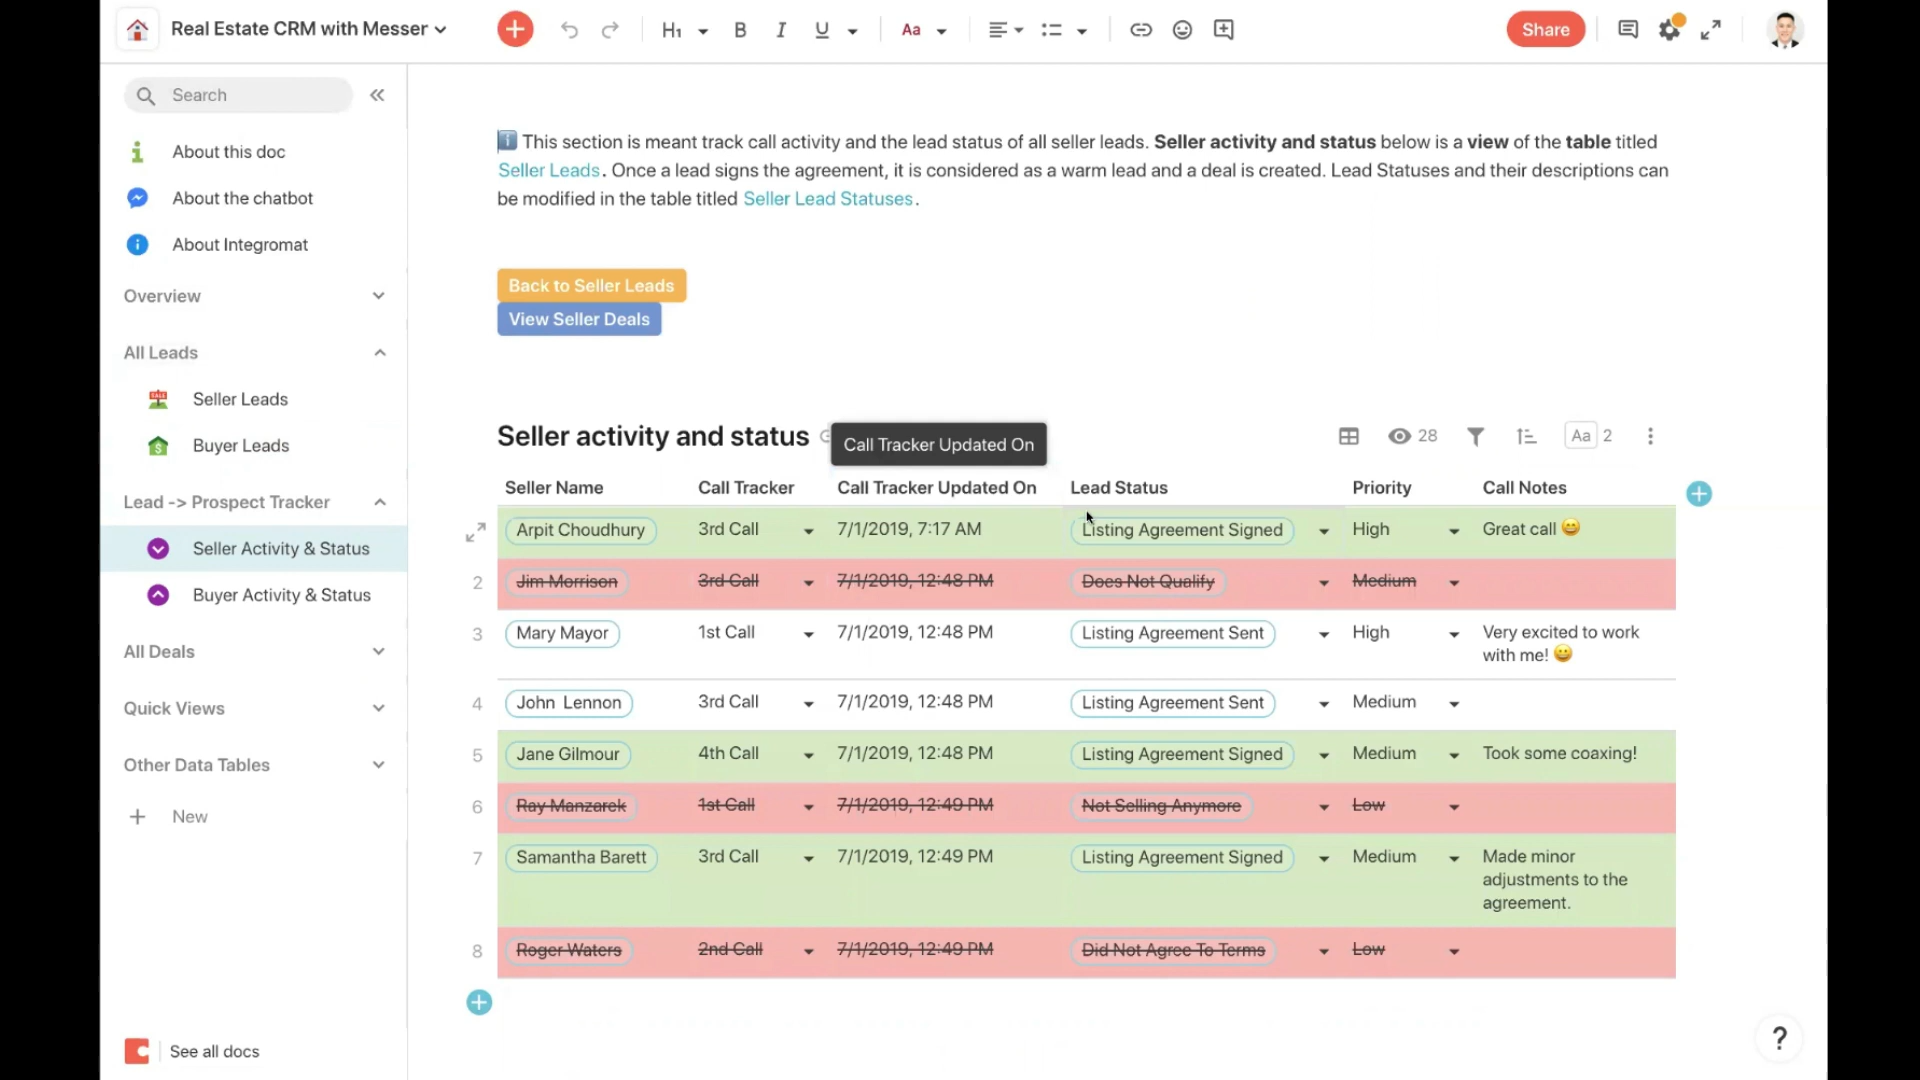 Real Estate CRM with Messer
H1
B
I
U
Aa
Share
Search
About this doc
About the chatbot
About Integromat
Overview
All Leads
Seller Leads
Buyer Leads
Lead -> Prospect Tracker
Seller Activity & Status
Buyer Activity & Status
All Deals
Quick Views
Other Data Tables
New
See all docs
This section is meant track call activity and the lead status of all seller leads. Seller activity and status below is a view of the table titled
Seller Leads. Once a lead signs the agreement, it is considered as a warm lead and a deal is created. Lead Statuses and their descriptions can
be modified in the table titled Seller Lead Statuses.
Back to Seller Leads
View Seller Deals
Seller activity and status
Call Tracker Updated On
28
Aa 2
Seller Name Call Tracker Call Tracker Updated On Lead Status Priority Call Notes
Arpit Choudhury 3rd Call 7/1/2019, 7:17 AM Listing Agreement Signed High Great call 😄
2 Jim Morrison 3rd Call 7/1/2019, 12:48 PM Does Not Qualify Medium
3 Mary Mayor 1st Call 7/1/2019, 12:48 PM Listing Agreement Sent High Very excited to work
with me! 😀
4 John Lennon 3rd Call 7/1/2019, 12:48 PM Listing Agreement Sent Medium
5 Jane Gilmour 4th Call 7/1/2019, 12:48 PM Listing Agreement Signed Medium Took some coaxing!
6 Ray Manzarek 1st Call 7/1/2019, 12:49 PM Not Selling Anymore Low
7 Samantha Barett 3rd Call 7/1/2019, 12:49 PM Listing Agreement Signed Medium Made minor
adjustments to the
agreement.
8 Roger Waters 2nd Call 7/1/2019, 12:49 PM Did Not Agree To Terms Low
?